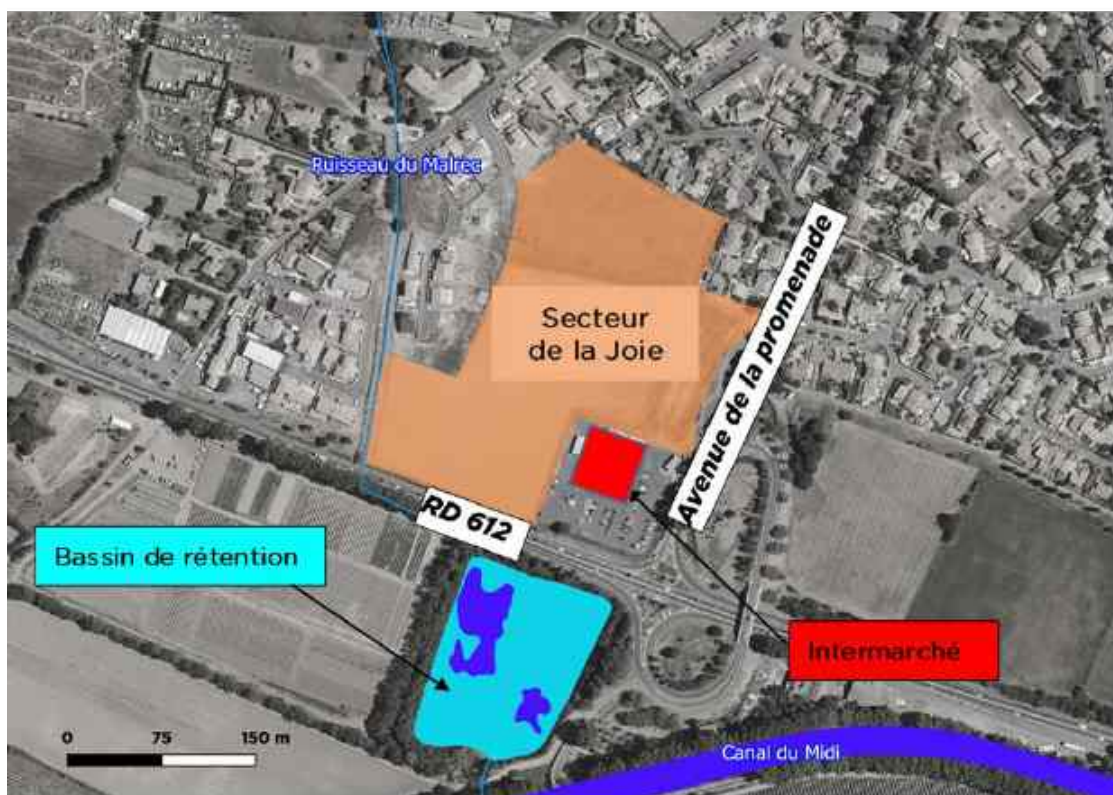 Ruisseau du Malrec
Avenue de la promenade
Secteur
de la Joie
RD 612
Bassin de rétention
Intermarché
0 75 150 m
Canal du Midi